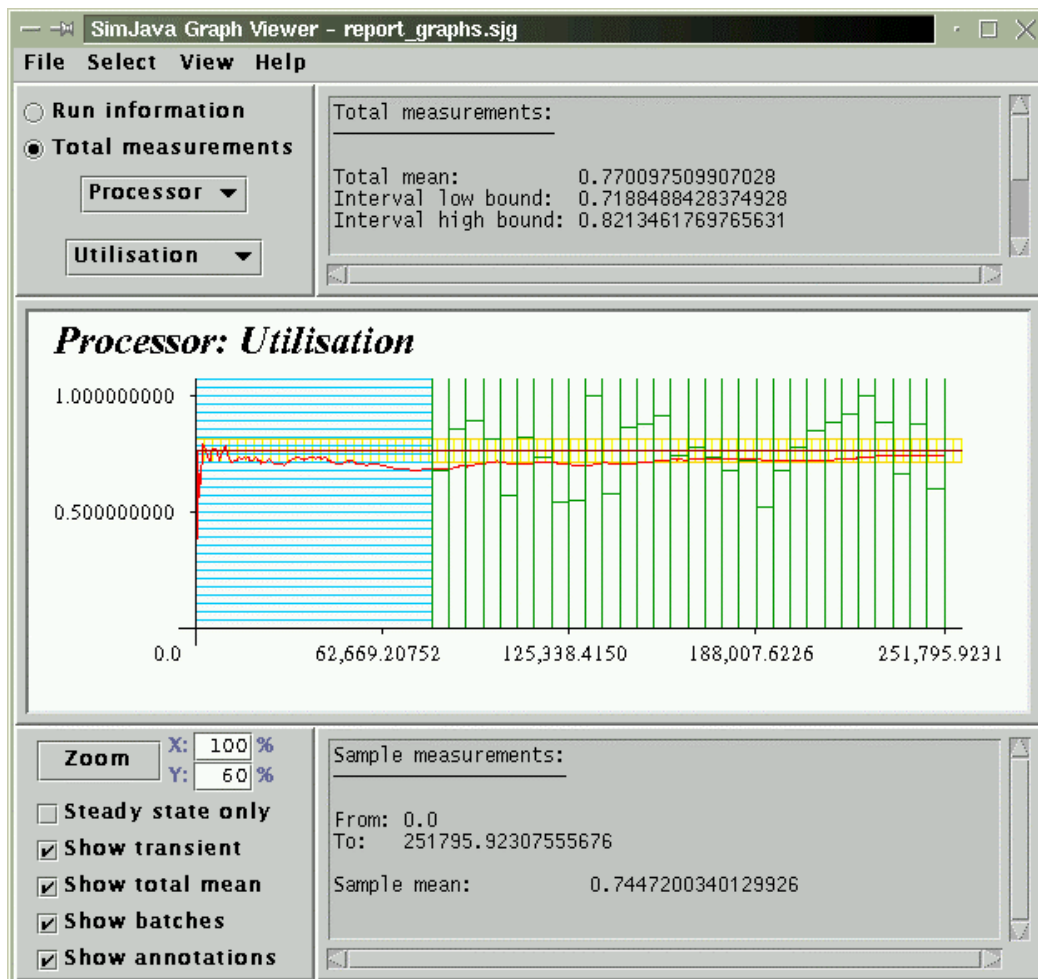 SimJava Graph Viewer - report_graphs.sjg
File Select View Help
Run information
Total measurements
Processor
Utilisation
Total measurements:
Total mean: 0.770097509907028
Interval low bound: 0.7188488428374928
Interval high bound: 0.8213461769765631
Processor: Utilisation
1.000000000
0.500000000
0.0 62,669.20752 125,338.4150 188,007.6226 251,795.9231
Zoom
X: 100 %
Y: 60 %
Steady state only
Show transient
Show total mean
Show batches
Show annotations
Sample measurements:
From: 0.0
To: 251795.92307555676
Sample mean: 0.7447200340129926